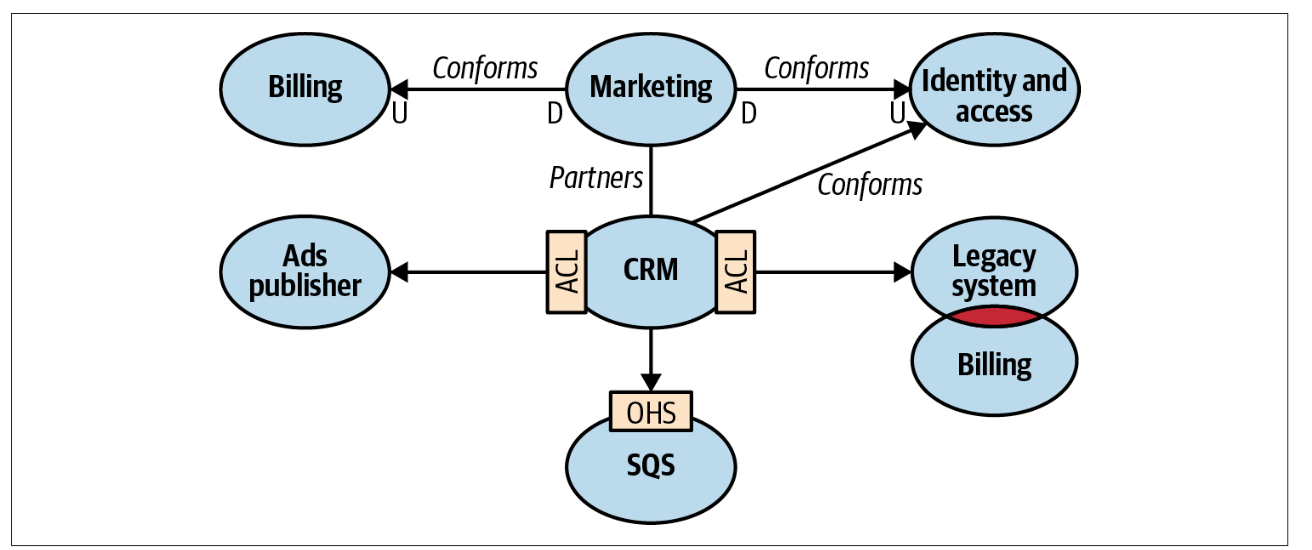 Billing
Conforms
Marketing
Conforms
Identity and
access
U
D
D
U
Partners
Conforms
Ads
publisher
ACL
CRM
ACL
Legacy
system
Billing
OHS
SQS